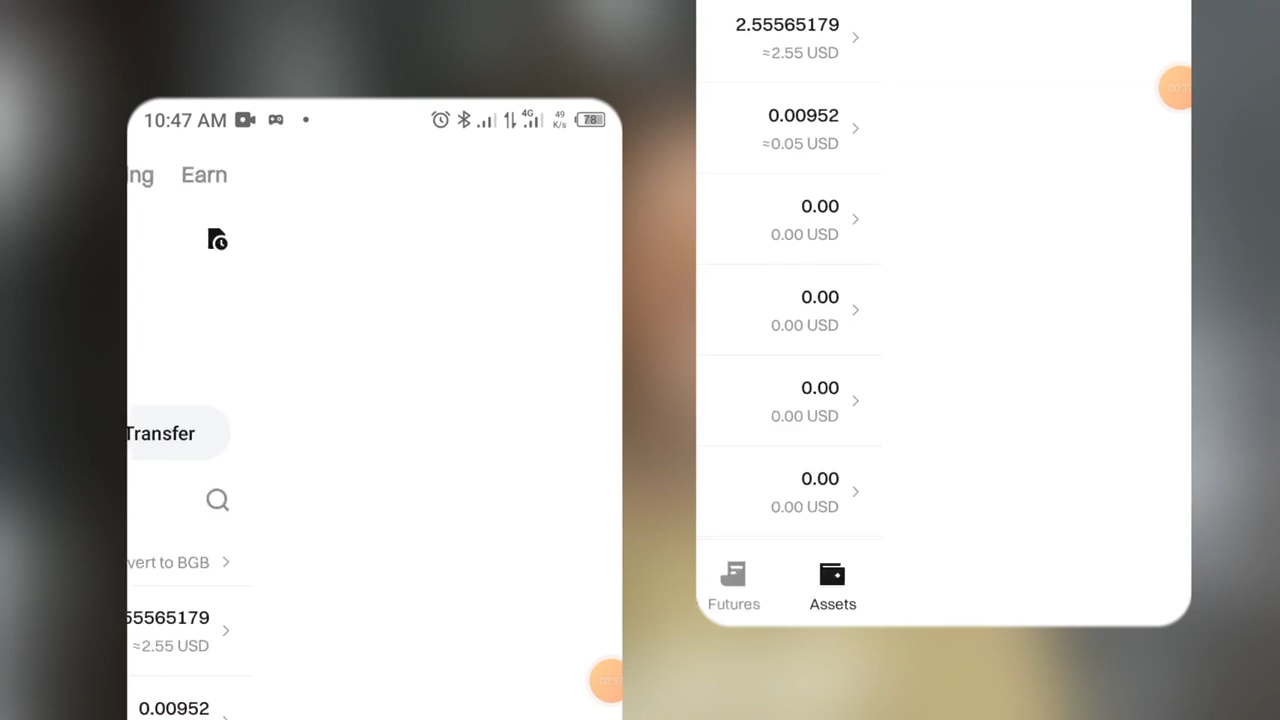 10:47 AM
4G
49
K/s
78
ing Earn
Transfer
vert to BGB
55565179
≈2.55 USD
0.00952
2.55565179
≈2.55 USD
0.00952
≈0.05 USD
0.00
0.00 USD
0.00
0.00 USD
0.00
0.00 USD
0.00
0.00 USD
Futures
Assets